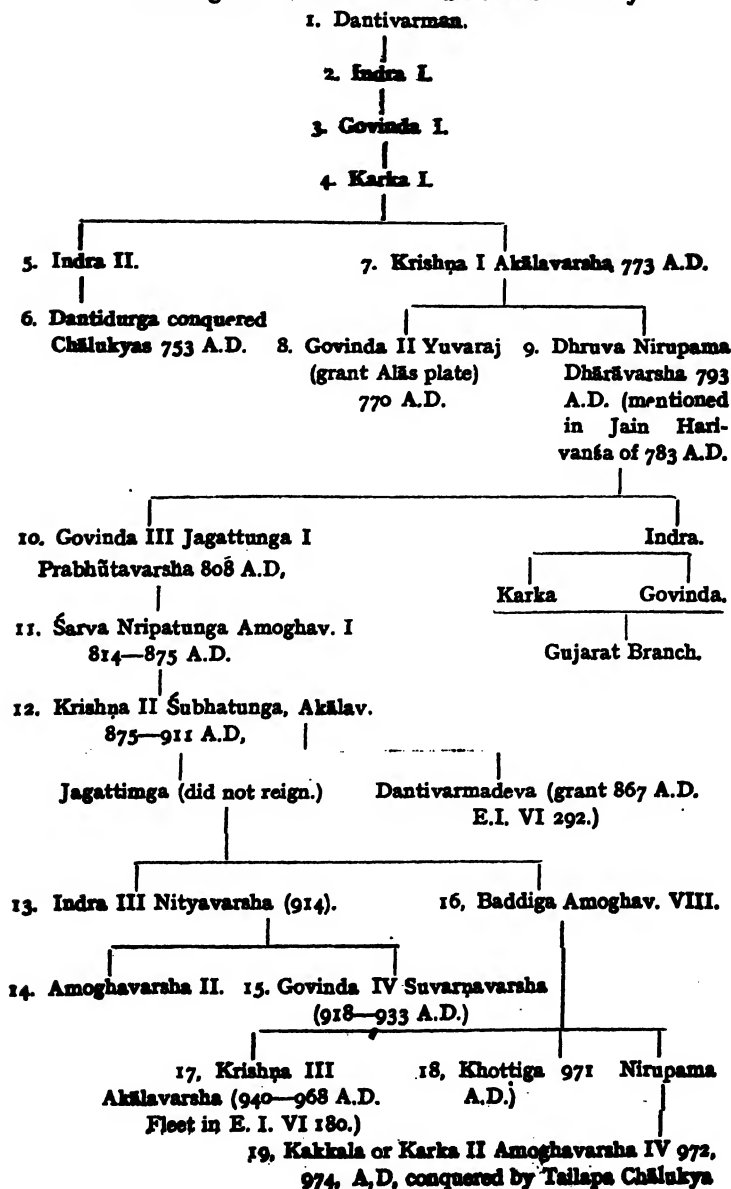 1. Dantivarman.
2. Indra I.
3. Govinda I.
4. Karka I.
5. Indra II.
7. Krishṇa I Akālavarsha 773 A.D.
6. Dantidurga conquered
Chālukyas 753 A.D.
8. Govinda II Yuvaraj
(grant Alās plate)
770 A.D.
9. Dhruva Nirupama
Dhārāvarsha 793
A.D. (mentioned
in Jain Hari-
vanśa of 783 A.D.
10. Govinda III Jagattunga I
Prabhūtavarsha 808 A.D,
Indra.
Karka
Govinda.
Gujarat Branch.
11. Śarva Nripatunga Amoghav. I
814—875 A.D.
12. Krishṇa II Śubhatunga, Akālav.
875—911 A.D,
Jagattimga (did not reign.)
Dantivarmadeva (grant 867 A.D.
E.I. VI 292.)
13. Indra III Nityavarsha (914).
16, Baddiga Amoghav. VIII.
14. Amoghavarsha II.
15. Govinda IV Suvarṇavarsha
(918—933 A.D.)
17, Krishṇa III
Akālavarsha (940—968 A.D.
Fleet in E. I. VI 180.)
18, Khottiga 971
A.D.)
Nirupama
19, Kakkala or Karka II Amoghavarsha IV 972,
974, A,D, conquered by Tailapa Chālukya